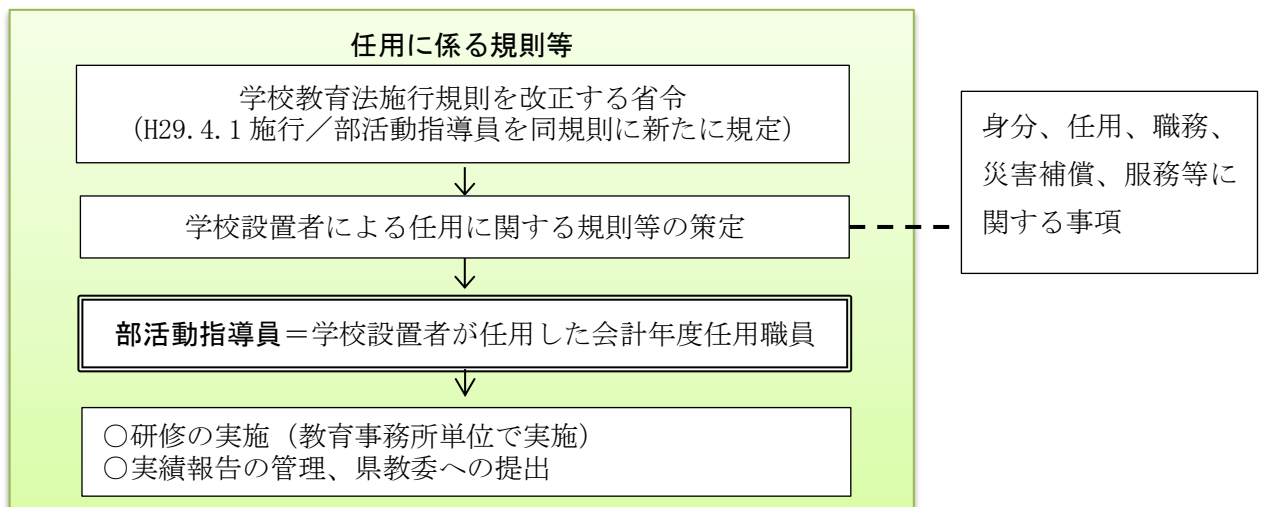 任用に係る規則等
学校教育法施行規則を改正する省令
(H29.4.1 施行／部活動指導員を同規則に新たに規定)
学校設置者による任用に関する規則等の策定
部活動指導員＝学校設置者が任用した会計年度任用職員
○研修の実施（教育事務所単位で実施）
○実績報告の管理、県教委への提出
身分、任用、職務、
災害補償、服務等に
関する事項